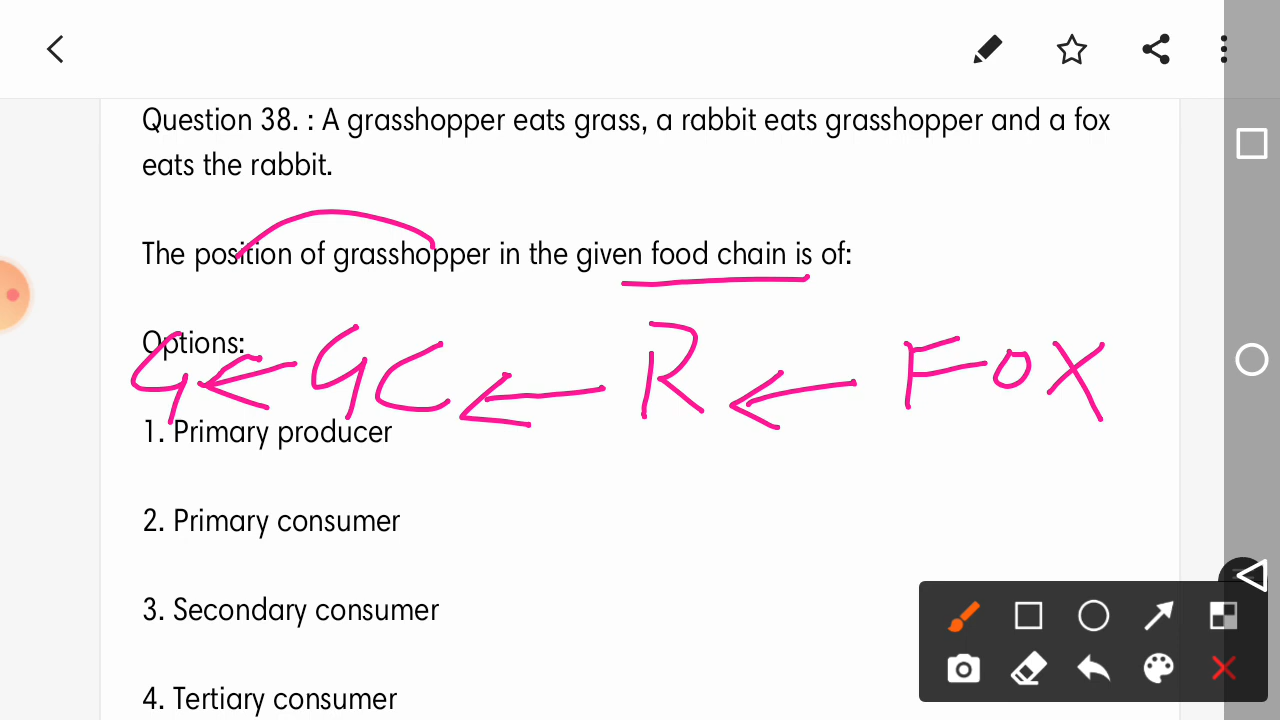 Question 38. : A grasshopper eats grass, a rabbit eats grasshopper and a fox
eats the rabbit.
The position of grasshopper in the given food chain is of:
Options:
G ← GC ← R ← FOX
1. Primary producer
2. Primary consumer
3. Secondary consumer
4. Tertiary consumer